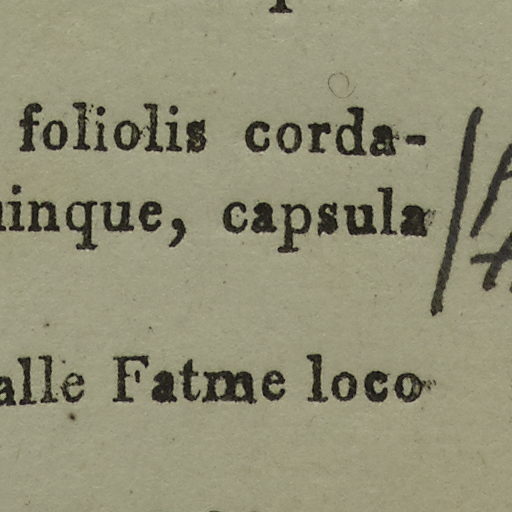 foliolis corda-
inque, capsula
alle Fatme loco